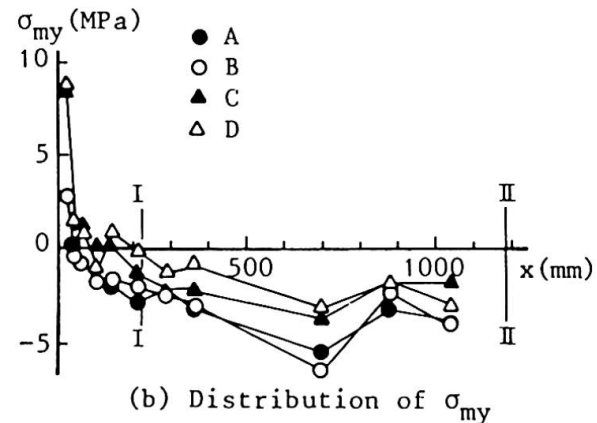 σmy(MPa)
10
5
0
-5
● A
○ B
▲ C
△ D
I
II
500
1000
x(mm)
I
II
(b) Distribution of σmy